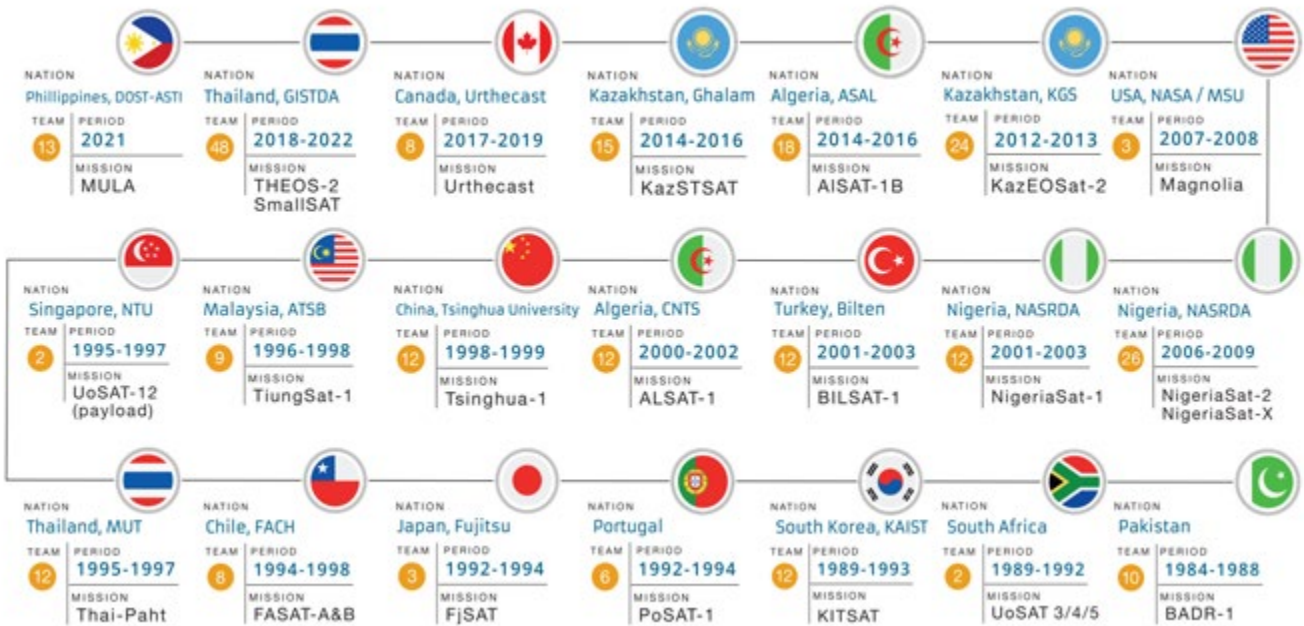 NATION
Phillippines, DOST-ASTI
TEAM PERIOD
13 2021
MISSION
MULA
NATION
Thailand, GISTDA
TEAM PERIOD
48 2018-2022
MISSION
THEOS-2
SmallSAT
NATION
Canada, Urthecast
TEAM PERIOD
8 2017-2019
MISSION
Urthecast
NATION
Kazakhstan, Ghalam
TEAM PERIOD
15 2014-2016
MISSION
KazSTSAT
NATION
Algeria, ASAL
TEAM PERIOD
18 2014-2016
MISSION
AlSAT-1B
NATION
Kazakhstan, KGS
TEAM PERIOD
24 2012-2013
MISSION
KazEOSat-2
NATION
USA, NASA / MSU
TEAM PERIOD
3 2007-2008
MISSION
Magnolia
NATION
Singapore, NTU
TEAM PERIOD
2 1995-1997
MISSION
UoSAT-12
(payload)
NATION
Malaysia, ATSB
TEAM PERIOD
9 1996-1998
MISSION
TiungSat-1
NATION
China, Tsinghua University
TEAM PERIOD
12 1998-1999
MISSION
Tsinghua-1
NATION
Algeria, CNTS
TEAM PERIOD
12 2000-2002
MISSION
ALSAT-1
NATION
Turkey, Bilten
TEAM PERIOD
12 2001-2003
MISSION
BILSAT-1
NATION
Nigeria, NASRDA
TEAM PERIOD
12 2001-2003
MISSION
NigeriaSat-1
NATION
Nigeria, NASRDA
TEAM PERIOD
26 2006-2009
MISSION
NigeriaSat-2
NigeriaSat-X
NATION
Thailand, MUT
TEAM PERIOD
12 1995-1997
MISSION
Thai-Paht
NATION
Chile, FACH
TEAM PERIOD
8 1994-1998
MISSION
FASAT-A&B
NATION
Japan, Fujitsu
TEAM PERIOD
3 1992-1994
MISSION
FjSAT
NATION
Portugal
TEAM PERIOD
6 1992-1994
MISSION
PoSAT-1
NATION
South Korea, KAIST
TEAM PERIOD
12 1989-1993
MISSION
KITSAT
NATION
South Africa
TEAM PERIOD
2 1989-1992
MISSION
UoSAT 3/4/5
NATION
Pakistan
TEAM PERIOD
10 1984-1988
MISSION
BADR-1